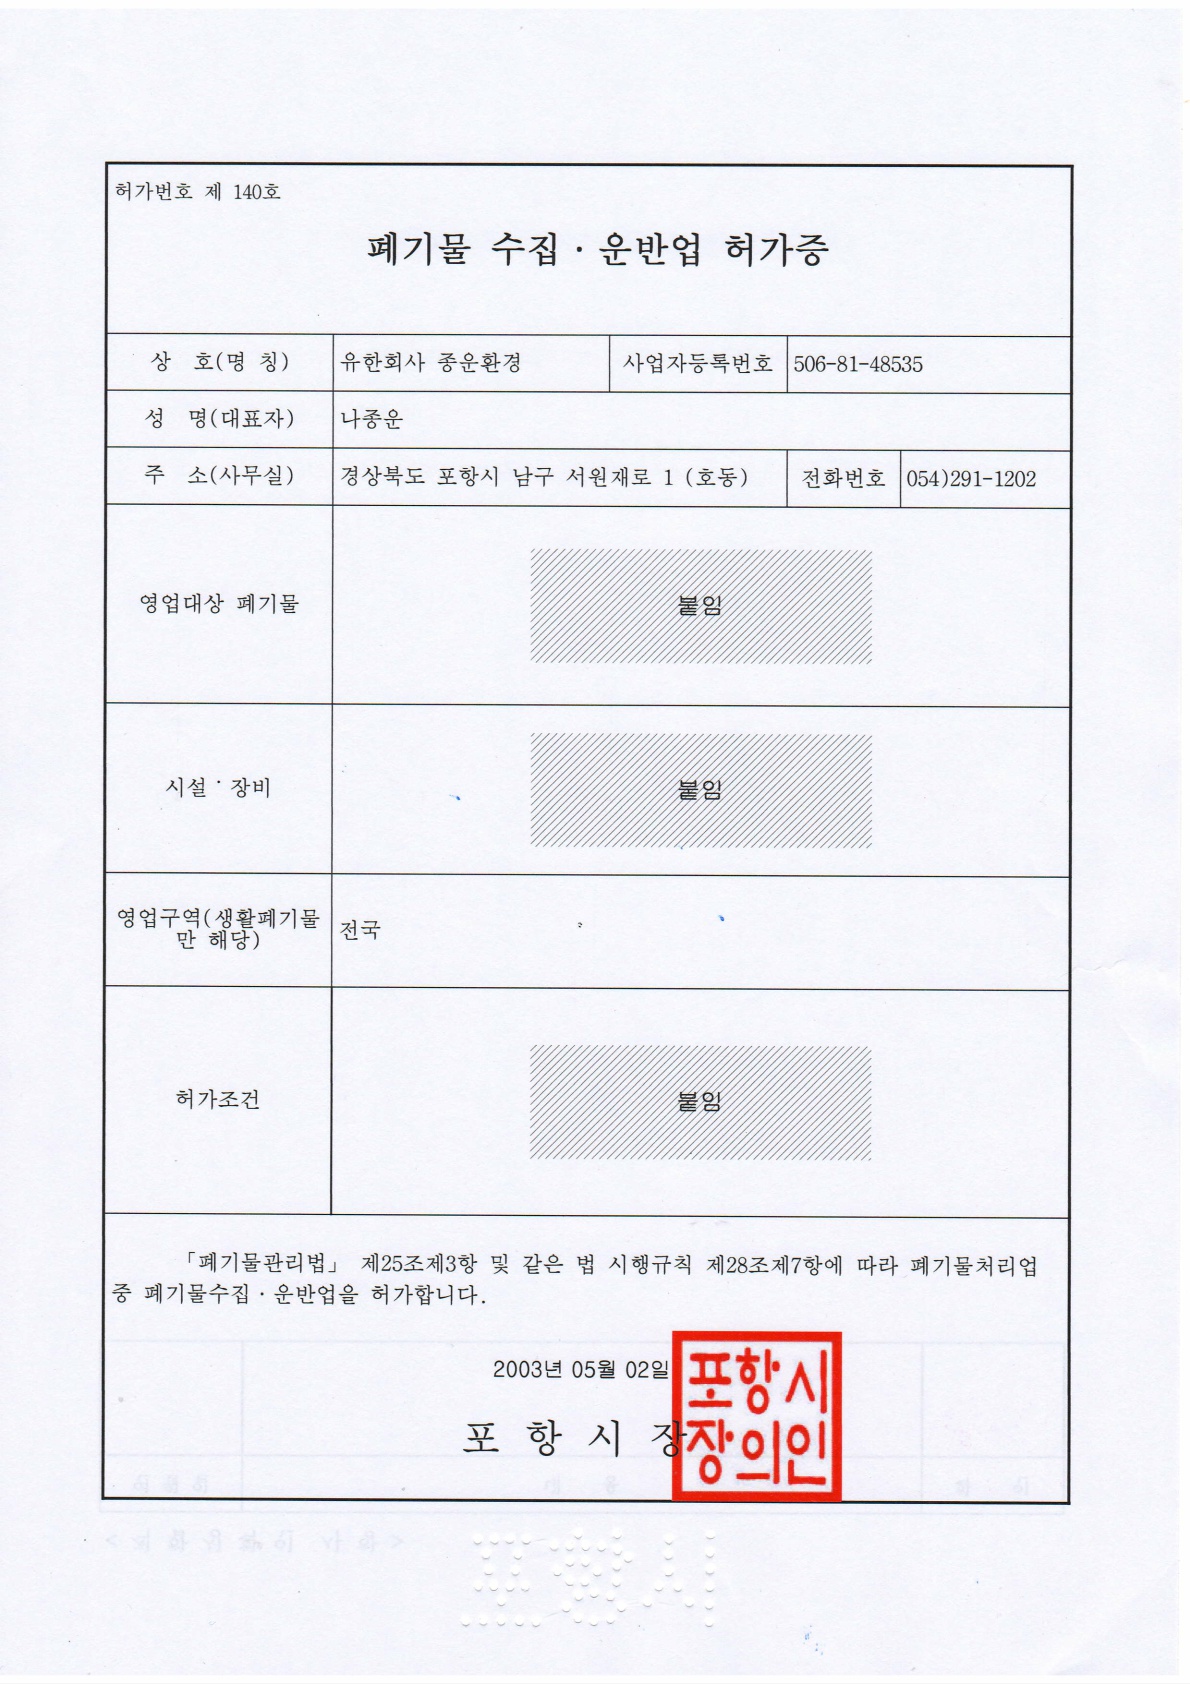 허가번호 제 140호
폐기물 수집 · 운반업 허가증
상 호(명 칭) 유한회사 종운환경 사업자등록번호 506-81-48535
성 명(대표자) 나종운
주 소(사무실) 경상북도 포항시 남구 서원재로 1 (호동) 전화번호 054)291-1202
영업대상 폐기물 붙임
시설 · 장비 붙임
영업구역(생활폐기물
만 해당) 전국
허가조건 붙임
「폐기물관리법」 제25조제3항 및 같은 법 시행규칙 제28조제7항에 따라 폐기물처리업
중 폐기물수집 · 운반업을 허가합니다.
2003년 05월 02일
포 항 시 장
포항시
장의인
포항시